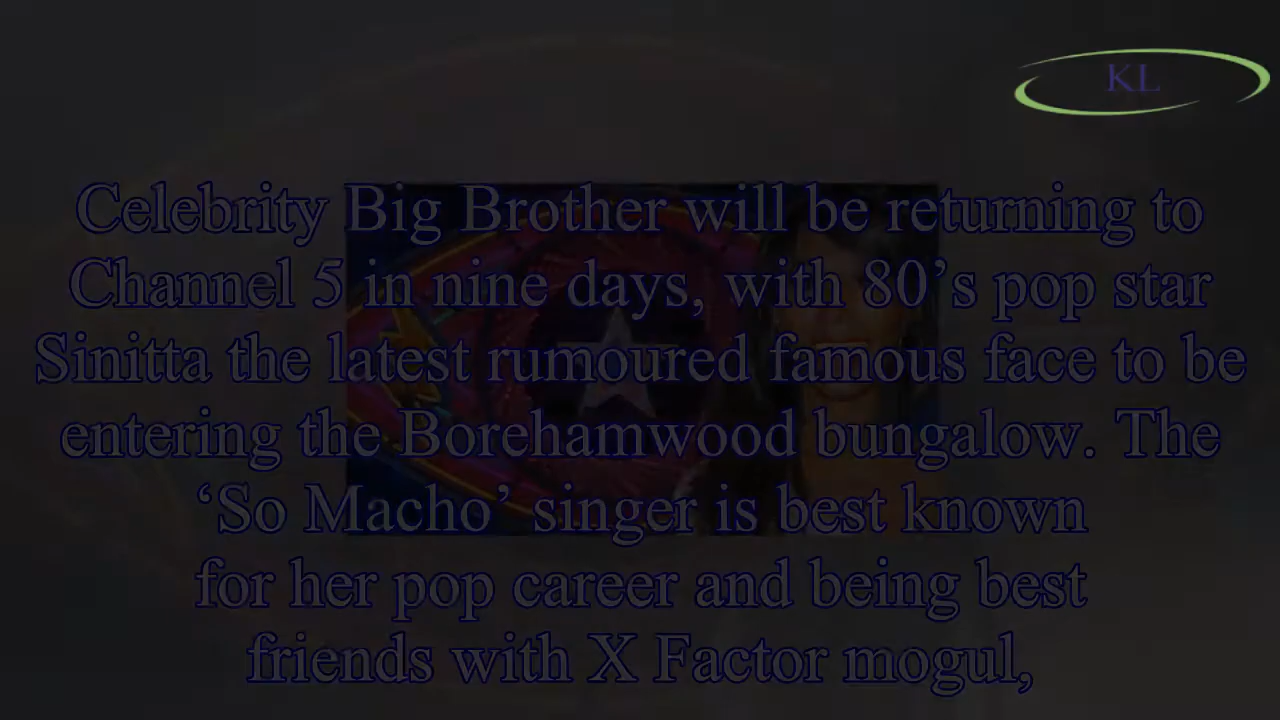 KL
Celebrity Big Brother will be returning to
Channel 5 in nine days, with 80’s pop star
Sinitta the latest rumoured famous face to be
entering the Borehamwood bungalow. The
‘So Macho’ singer is best known
for her pop career and being best
friends with X Factor mogul,